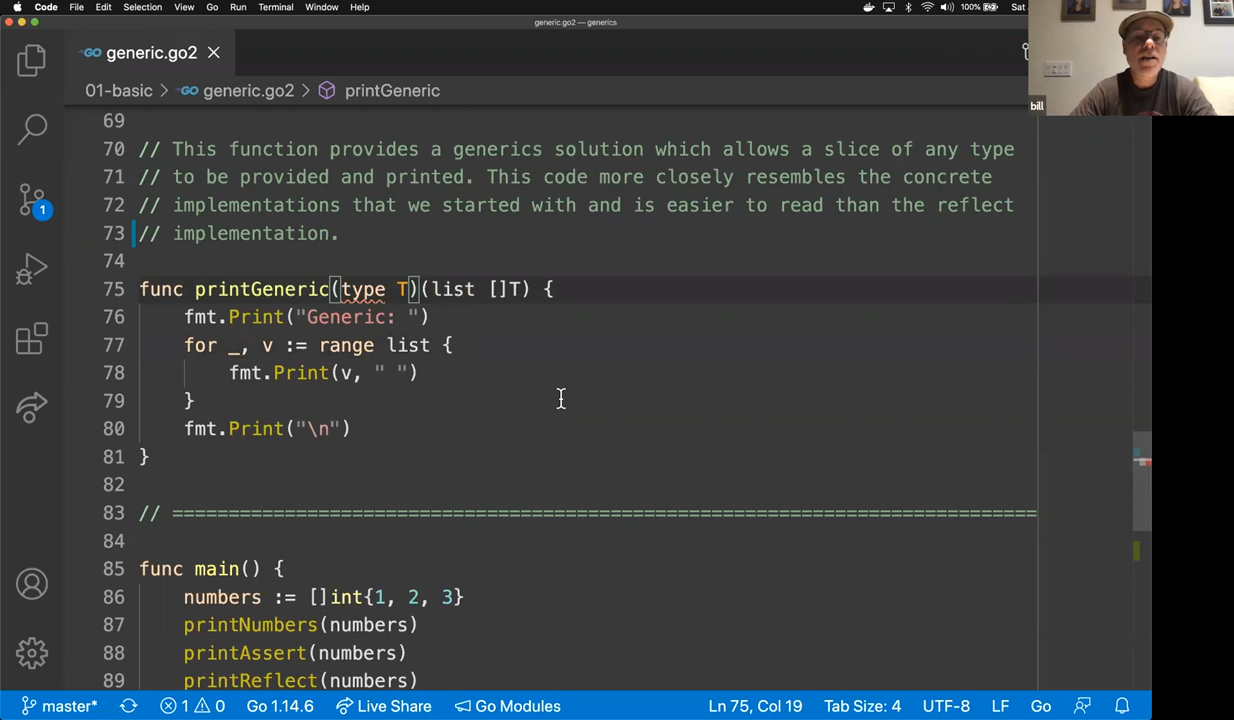 Code File Edit Selection View Go Run Terminal Window Help 100% Sat
generic.go2 — generics
GO generic.go2
01-basic > GO generic.go2 > printGeneric
bill
69
70 // This function provides a generics solution which allows a slice of any type
71 // to be provided and printed. This code more closely resembles the concrete
72 // implementations that we started with and is easier to read than the reflect
73 // implementation.
74
75 func printGeneric(type T)(list []T) {
76 fmt.Print("Generic: ")
77 for _, v := range list {
78 fmt.Print(v, " ")
79 }
80 fmt.Print("\n")
81 }
82
83 // =============================================================================
84
85 func main() {
86 numbers := []int{1, 2, 3}
87 printNumbers(numbers)
88 printAssert(numbers)
89 printReflect(numbers)
1
master* 1 0 Go 1.14.6 Live Share Go Modules Ln 75, Col 19 Tab Size: 4 UTF-8 LF Go